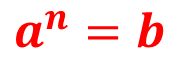 aⁿ = b